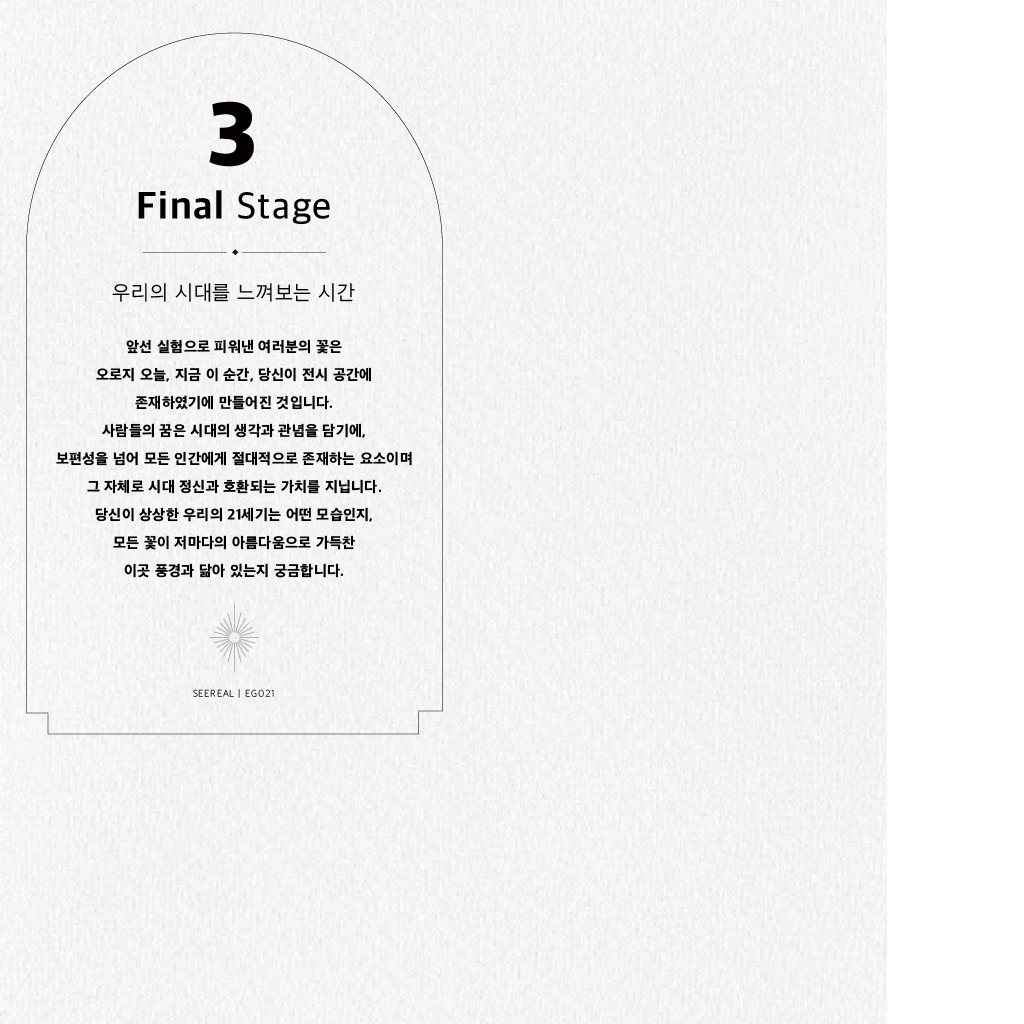 3
Final Stage
우리의 시대를 느껴보는 시간
앞선 실험으로 피워낸 여러분의 꽃은
오로지 오늘, 지금 이 순간, 당신이 전시 공간에
존재하였기에 만들어진 것입니다.
사람들의 꿈은 시대의 생각과 관념을 담기에,
보편성을 넘어 모든 인간에게 절대적으로 존재하는 요소이며
그 자체로 시대 정신과 호환되는 가치를 지닙니다.
당신이 상상한 우리의 21세기는 어떤 모습인지,
모든 꽃이 저마다의 아름다움으로 가득찬
이곳 풍경과 닮아 있는지 궁금합니다.
SEEREAL | EGO21